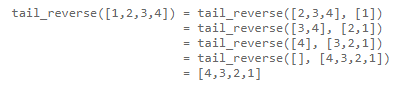 tail_reverse([1,2,3,4]) = tail_reverse([2,3,4], [1])
= tail_reverse([3,4], [2,1])
= tail_reverse([4], [3,2,1])
= tail_reverse([], [4,3,2,1])
= [4,3,2,1]